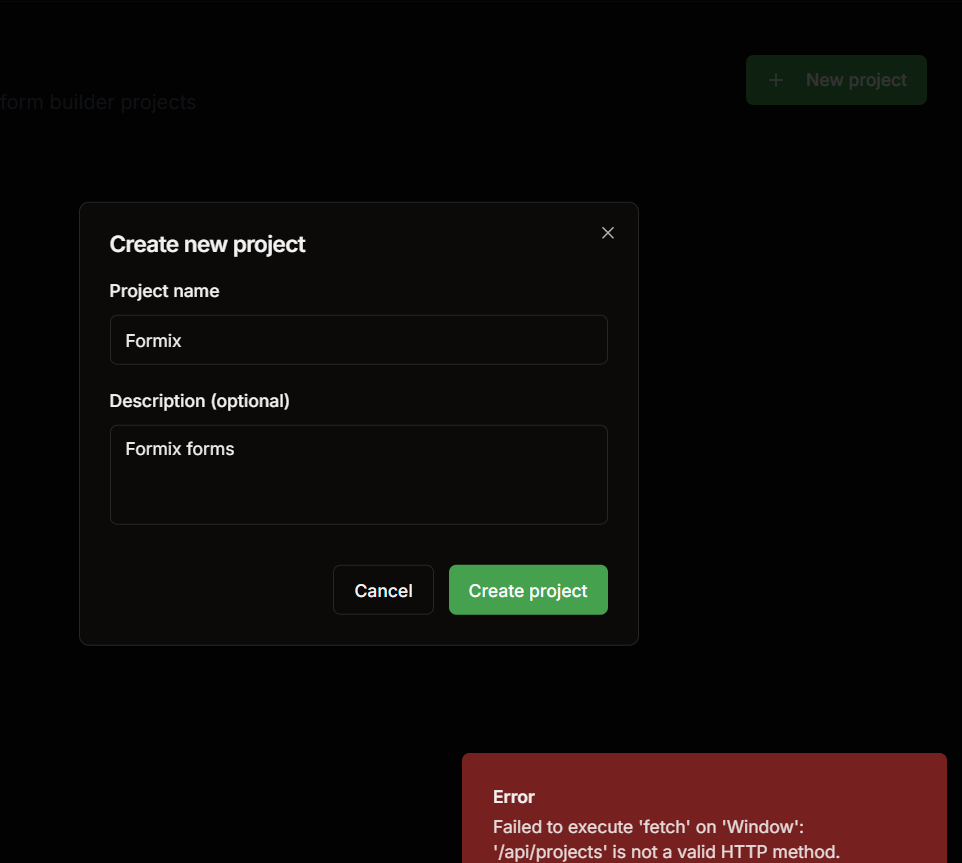 New project
form builder projects
Create new project
Project name
Formix
Description (optional)
Formix forms
Cancel
Create project
Error
Failed to execute 'fetch' on 'Window':
'/api/projects' is not a valid HTTP method.